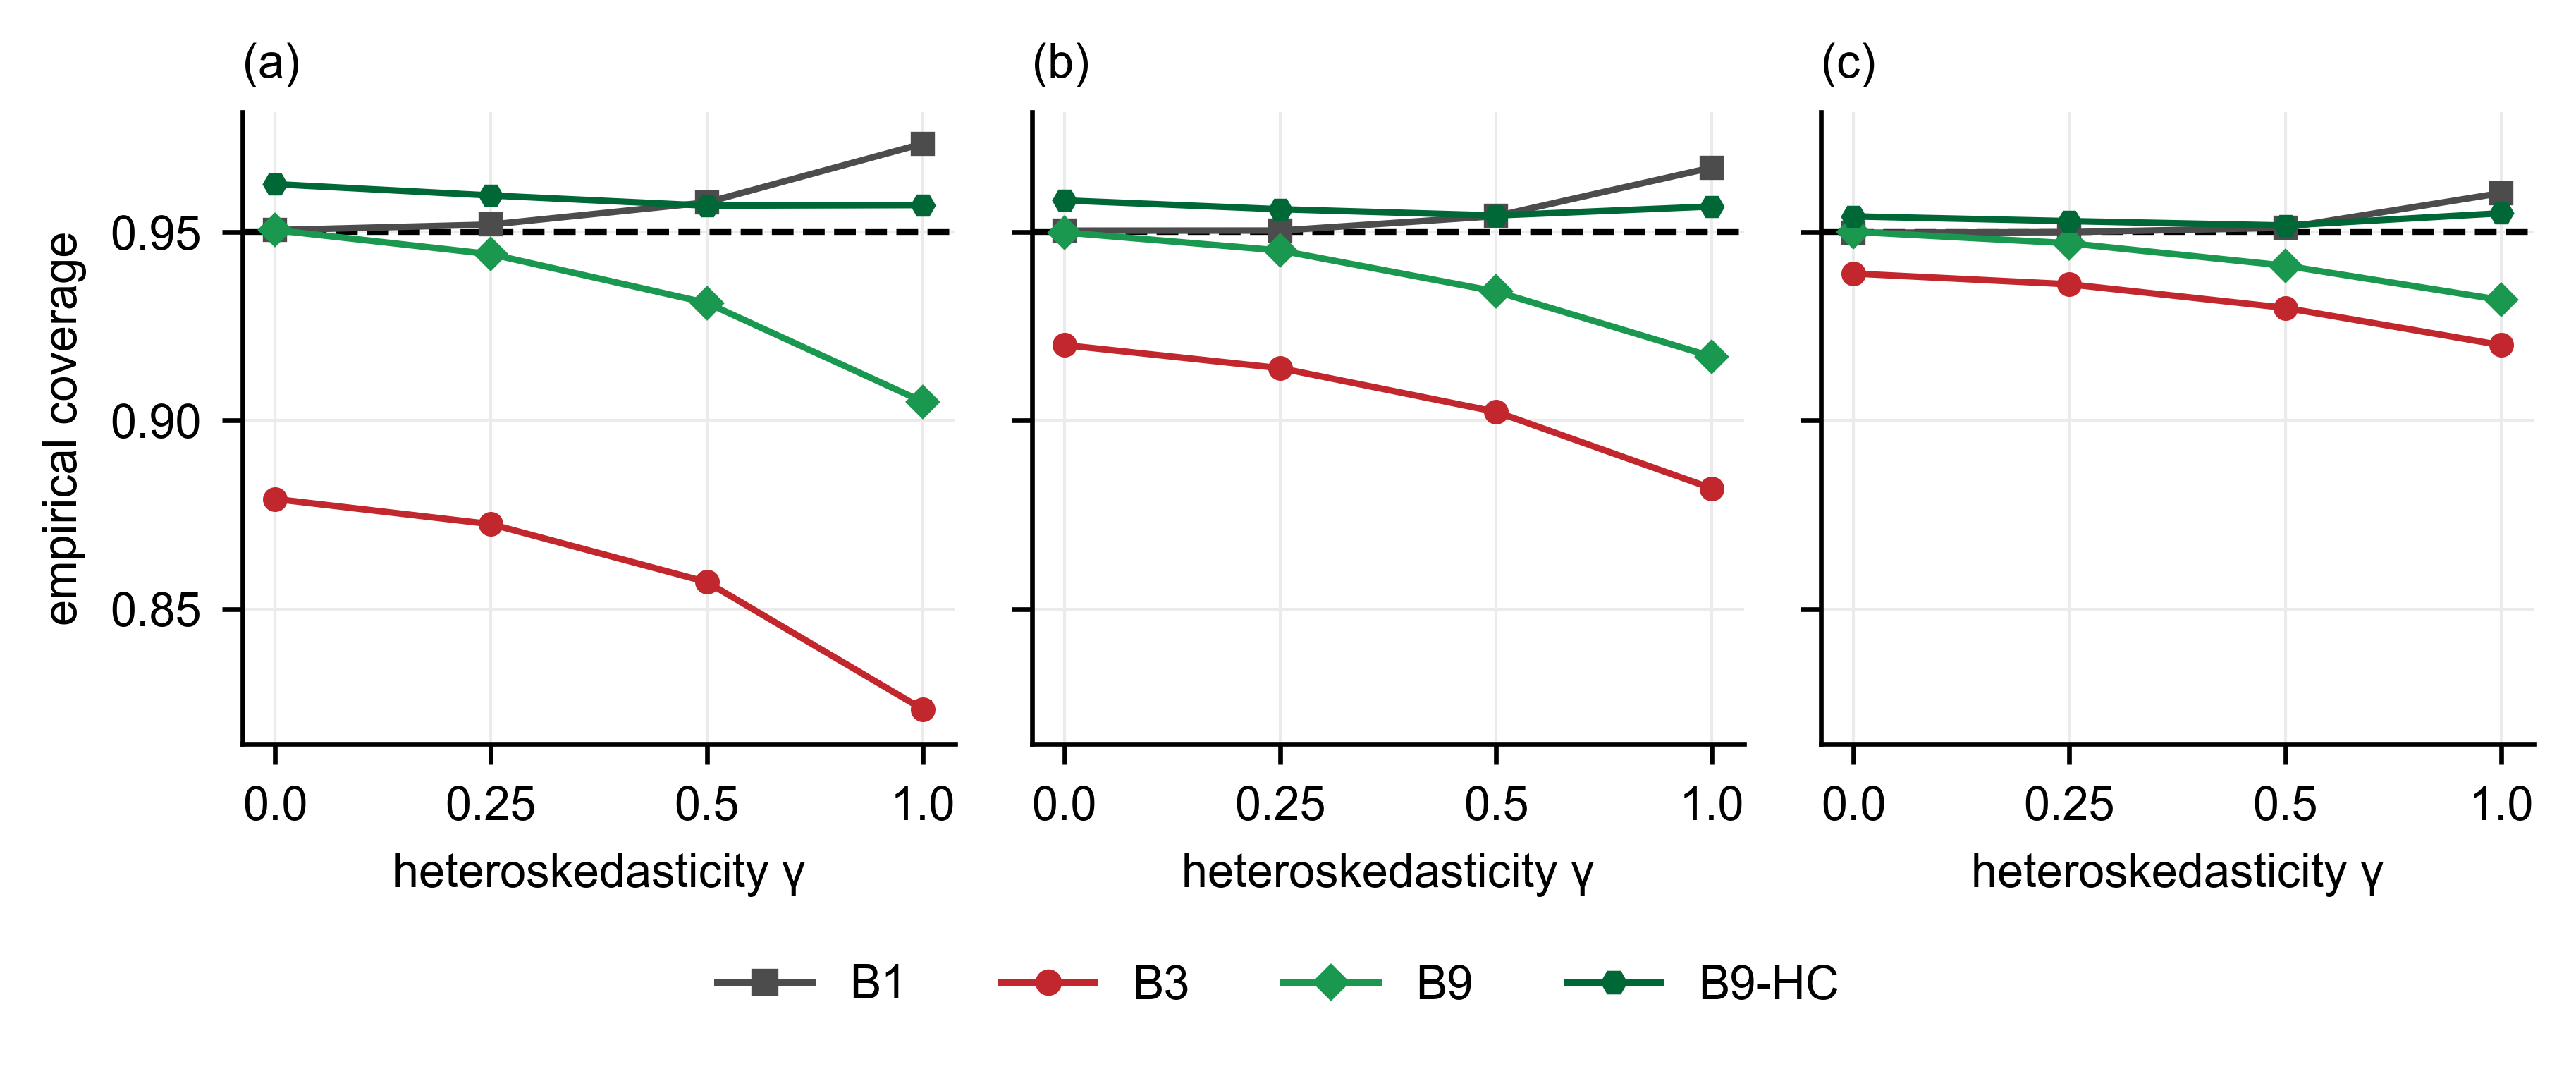 (a) (b) (c)
empirical coverage
0.95
0.90
0.85
0.0 0.25 0.5 1.0 0.0 0.25 0.5 1.0 0.0 0.25 0.5 1.0
heteroskedasticity γ heteroskedasticity γ heteroskedasticity γ
B1 B3 B9 B9-HC